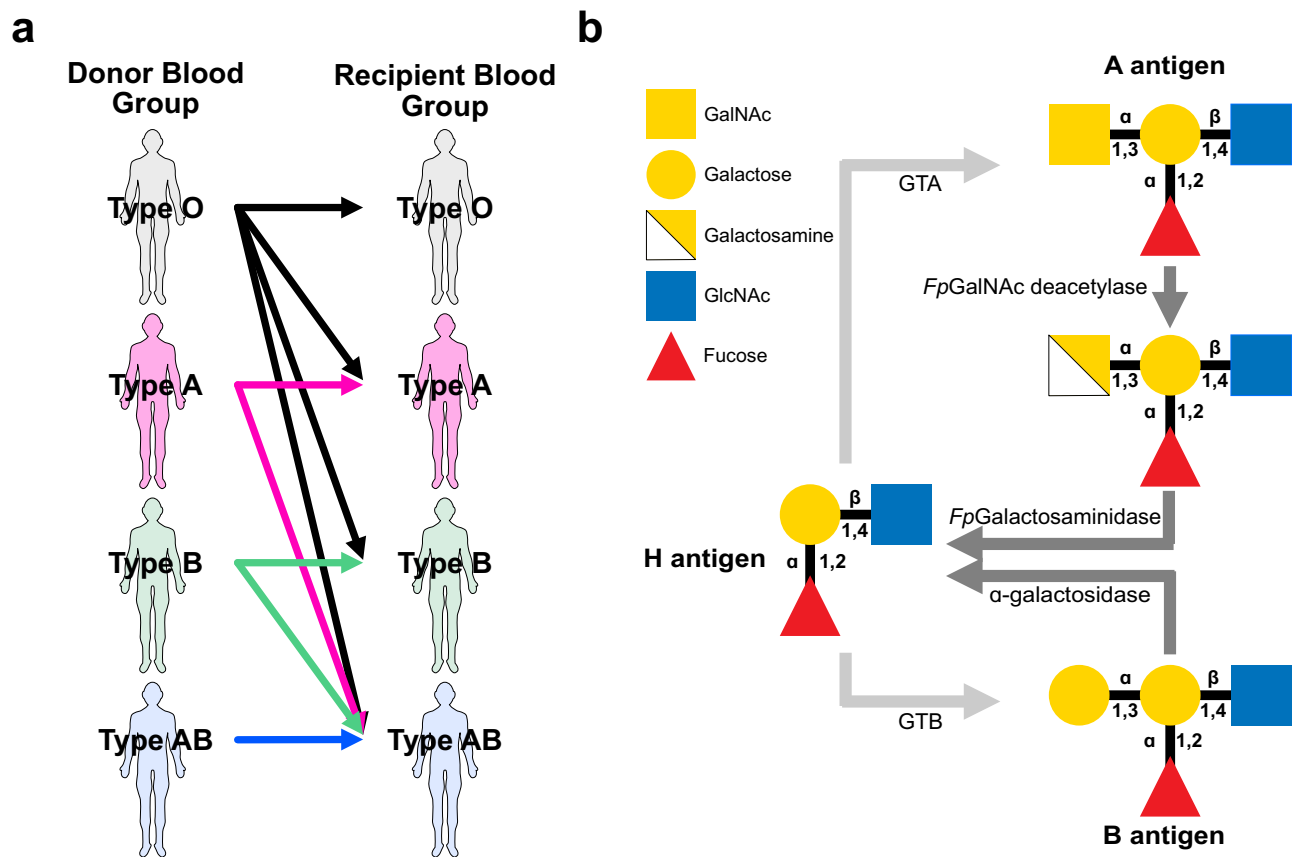 a
Donor Blood
Group
Recipient Blood
Group
Type O
Type O
Type A
Type A
Type B
Type B
Type AB
Type AB
b
GalNAc
Galactose
Galactosamine
GlcNAc
Fucose
A antigen
α
1,3
β
1,4
α
1,2
GTA
FpGalNAc deacetylase
α
1,3
β
1,4
α
1,2
FpGalactosaminidase
H antigen
β
1,4
α
1,2
α-galactosidase
GTB
α
1,3
β
1,4
α
1,2
B antigen